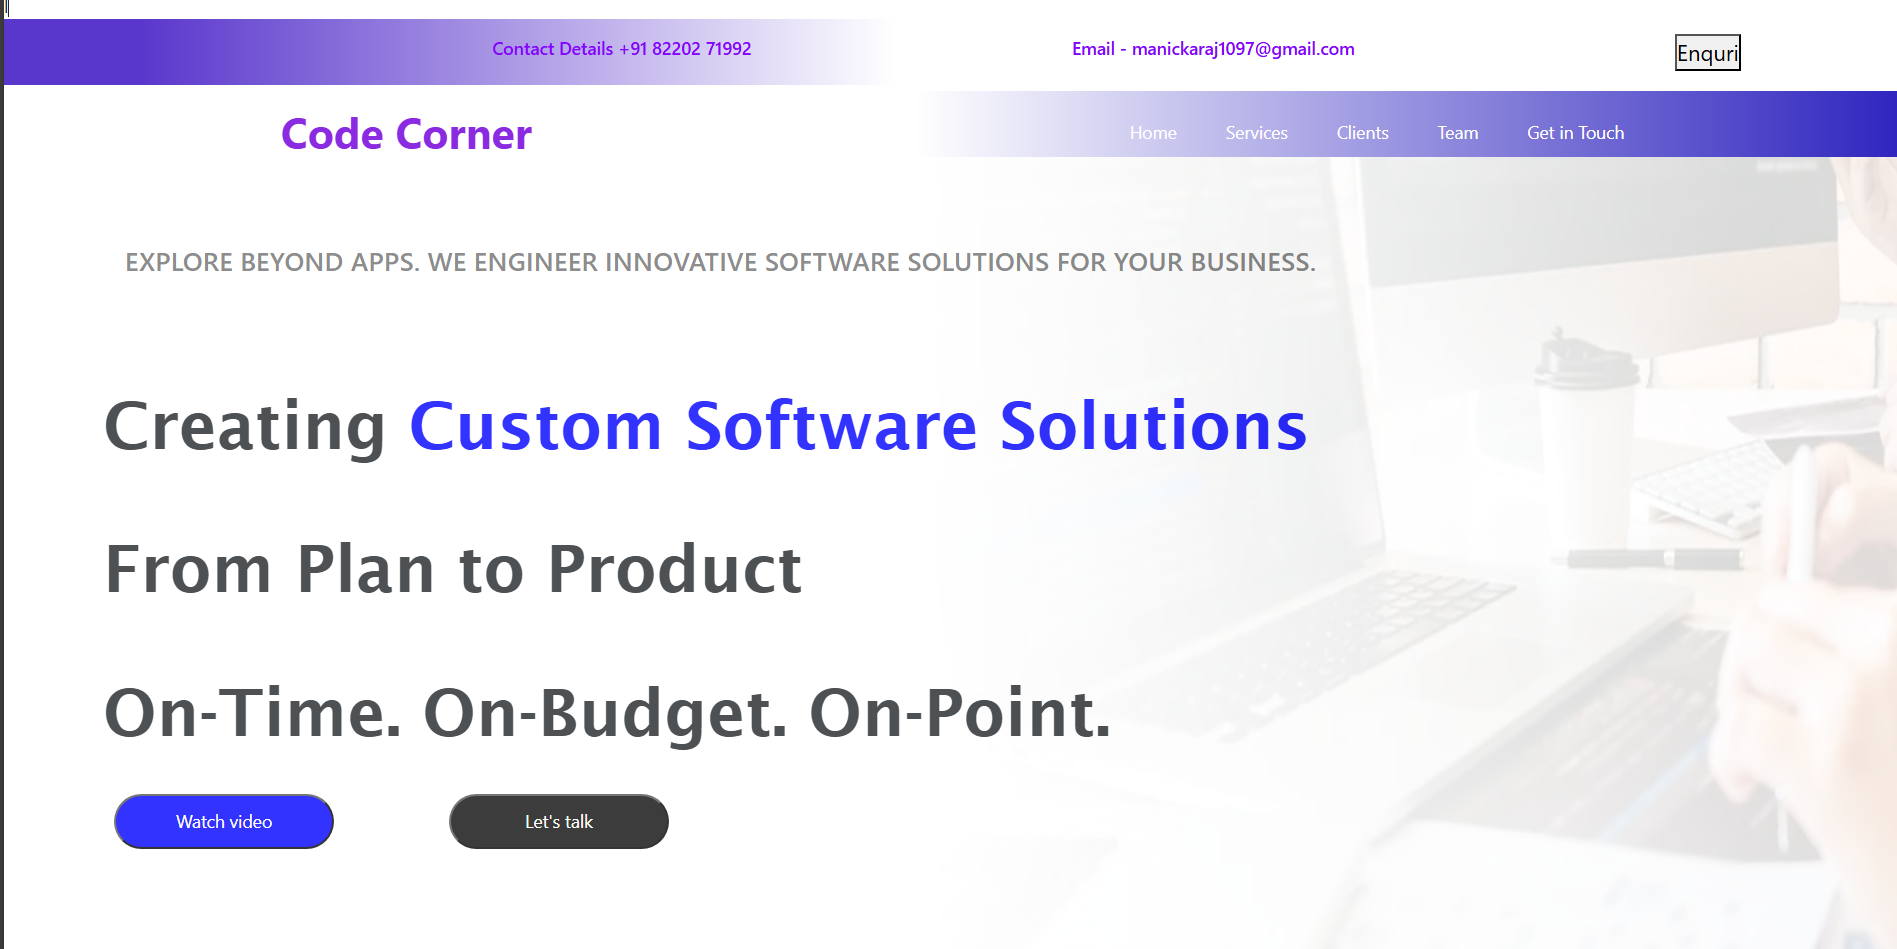 Contact Details +91 82202 71992
Email - manickaraj1097@gmail.com
Enquri
Code Corner
Home
Services
Clients
Team
Get in Touch
EXPLORE BEYOND APPS. WE ENGINEER INNOVATIVE SOFTWARE SOLUTIONS FOR YOUR BUSINESS.
Creating Custom Software Solutions
From Plan to Product
On-Time. On-Budget. On-Point.
Watch video
Let's talk